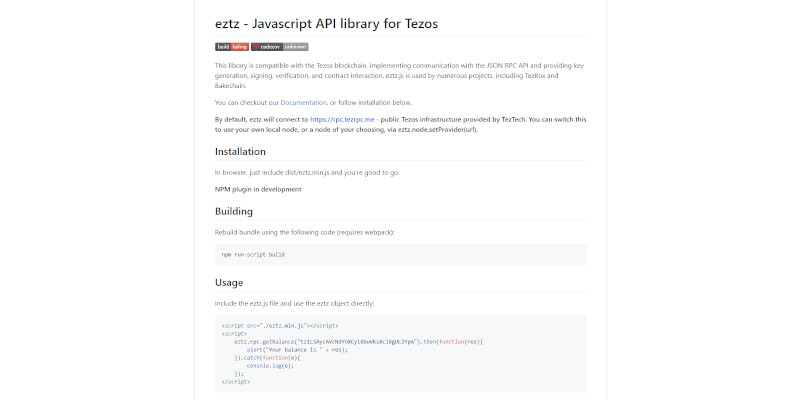 eztz - Javascript API library for Tezos
build failing codecov unknown
This library is compatible with the Tezos blockchain, implementing communication with the JSON RPC API and providing key
generation, signing, verification, and contract interaction. eztz.js is used by numerous projects, including TezBox and
Bakechain.
You can checkout our Documentation, or follow installation below.
By default, eztz will connect to https://rpc.tezrpc.me - public Tezos infrastructure provided by TezTech. You can switch this
to use your own local node, or a node of your choosing, via eztz.node.setProvider(url).
Installation
In browser, just include dist/eztz.min.js and you're good to go.
NPM plugin in development
Building
Rebuild bundle using the following code (requires webpack):
npm run-script build
Usage
Include the eztz.js file and use the eztz object directly:
<script src="./eztz.min.js"></script>
<script>
eztz.rpc.getBalance(" ").then(function(res){
alert("Your balance is " + res);
}).catch(function(e){
console.log(e);
});
</script>